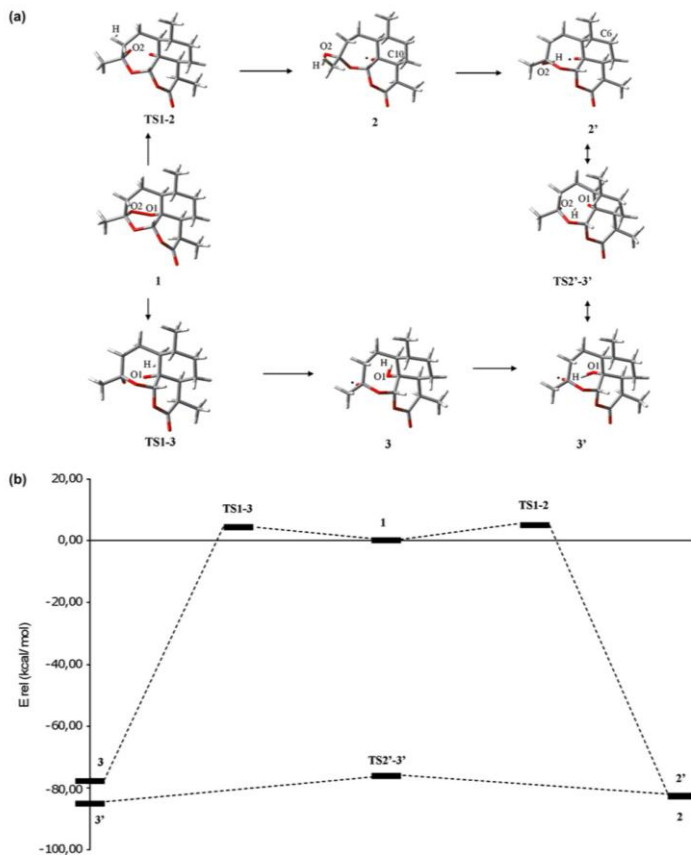 (a)
H
O2
TS1-2
O2
H
C10
2
C6
O2
H
2'
O2 O1
1
O2
O1
H
TS2'-3'
H
O1
TS1-3
H
O1
3
O1
H
3'
(b)
20,00
0,00
-20,00
-40,00
-60,00
-80,00
-100,00
E rel (kcal/mol)
TS1-3
1
TS1-2
3
3'
TS2'-3'
2'
2